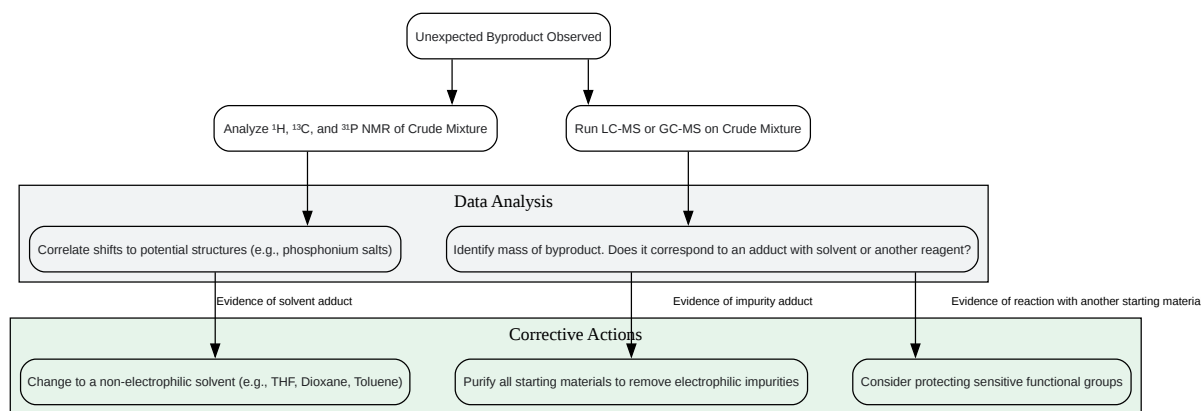 Unexpected Byproduct Observed
Analyze ¹H, ¹³C, and ³¹P NMR of Crude Mixture
Run LC-MS or GC-MS on Crude Mixture
Data Analysis
Correlate shifts to potential structures (e.g., phosphonium salts)
Identify mass of byproduct. Does it correspond to an adduct with solvent or another reagent?
Evidence of solvent adduct
Evidence of impurity adduct
Evidence of reaction with another starting materia
Corrective Actions
Change to a non-electrophilic solvent (e.g., THF, Dioxane, Toluene)
Purify all starting materials to remove electrophilic impurities
Consider protecting sensitive functional groups